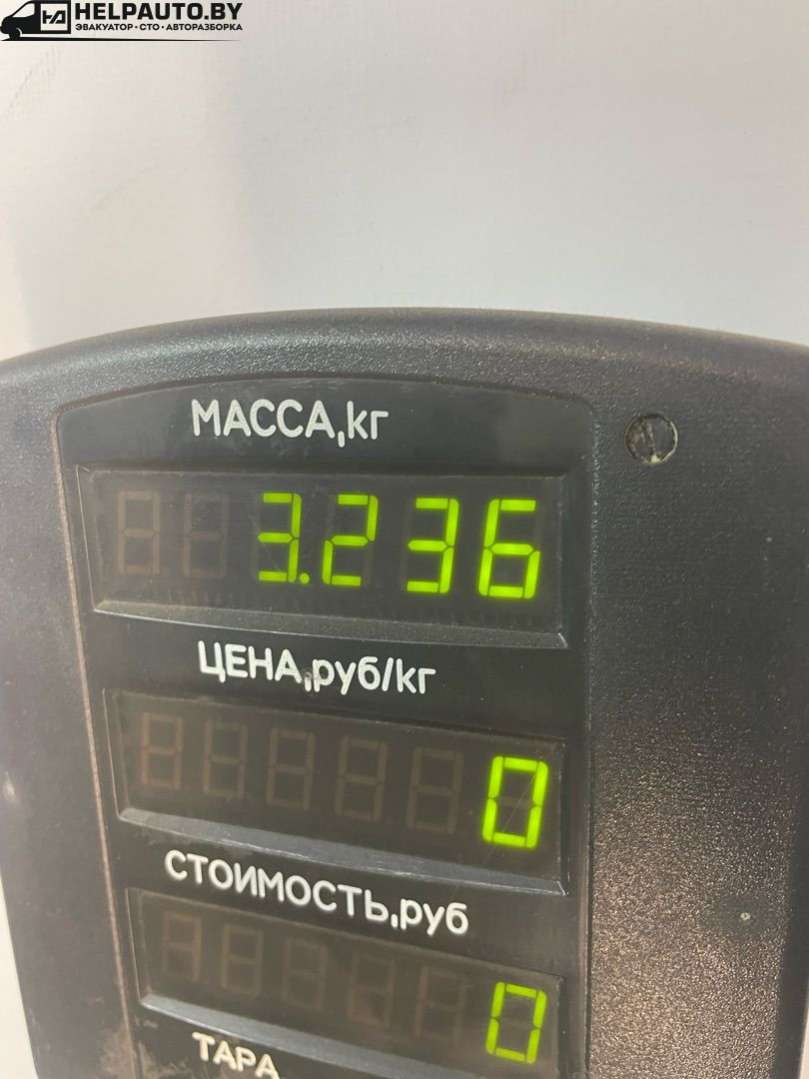 HELPAUTO.BY
ЭВАКУАТОР • СТО • АВТОРАЗБОРКА
МАССА,кг
3.236
ЦЕНА,руб/кг
0
СТОИМОСТЬ,руб
0
ТАРА